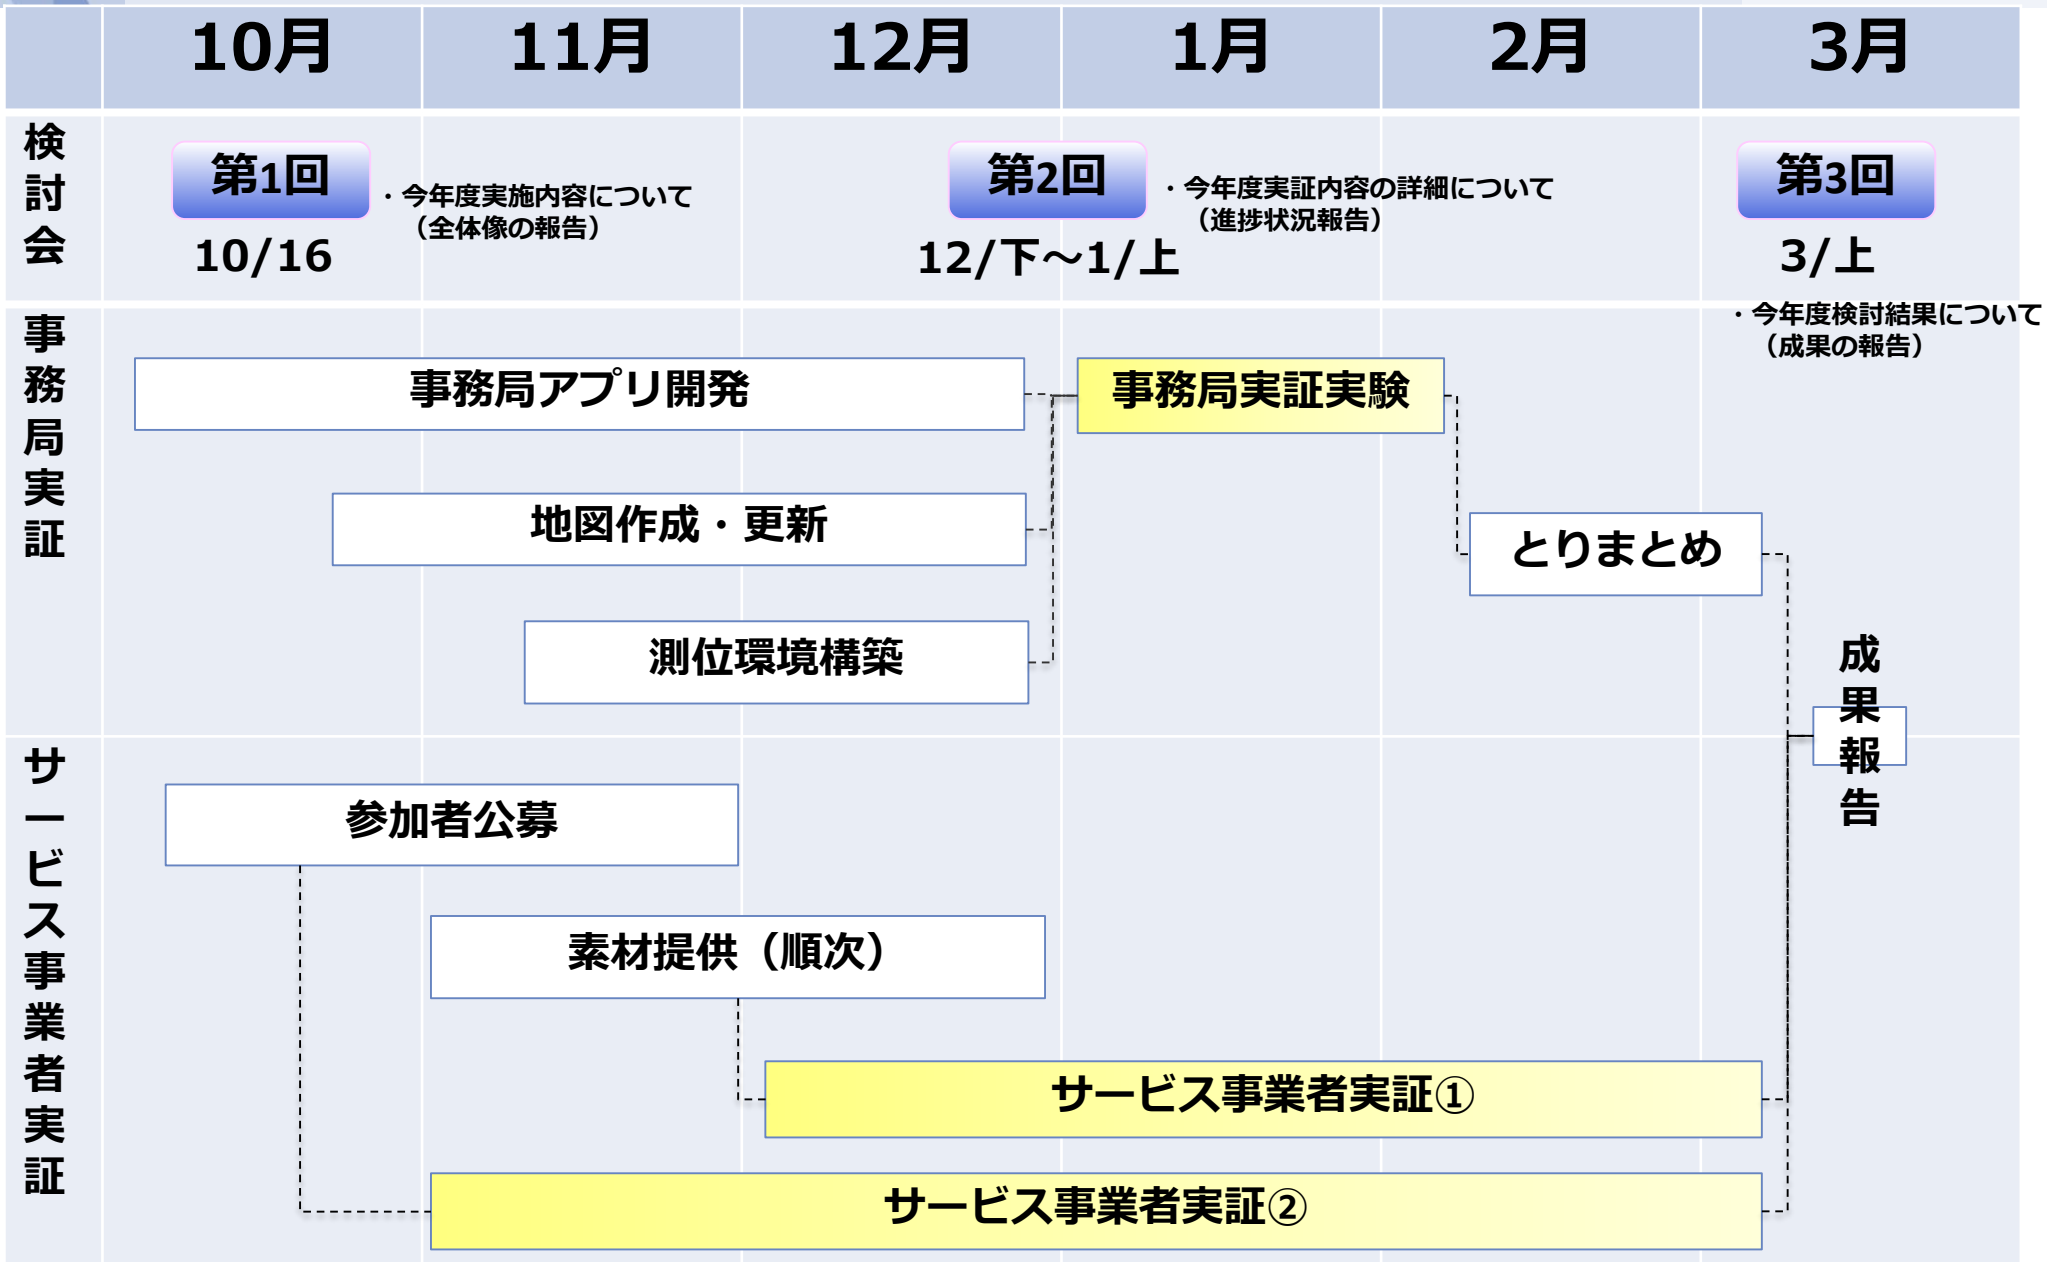 10月 11月 12月 1月 2月 3月
検討会
第1回
10/16
・今年度実施内容について
（全体像の報告）
第2回
12/下～1/上
・今年度実証内容の詳細について
（進捗状況報告）
第3回
3/上
・今年度検討結果について
（成果の報告）
事務局実証
事務局アプリ開発
事務局実証実験
地図作成・更新
とりまとめ
測位環境構築
成果報告
サービス事業者実証
参加者公募
素材提供（順次）
サービス事業者実証①
サービス事業者実証②